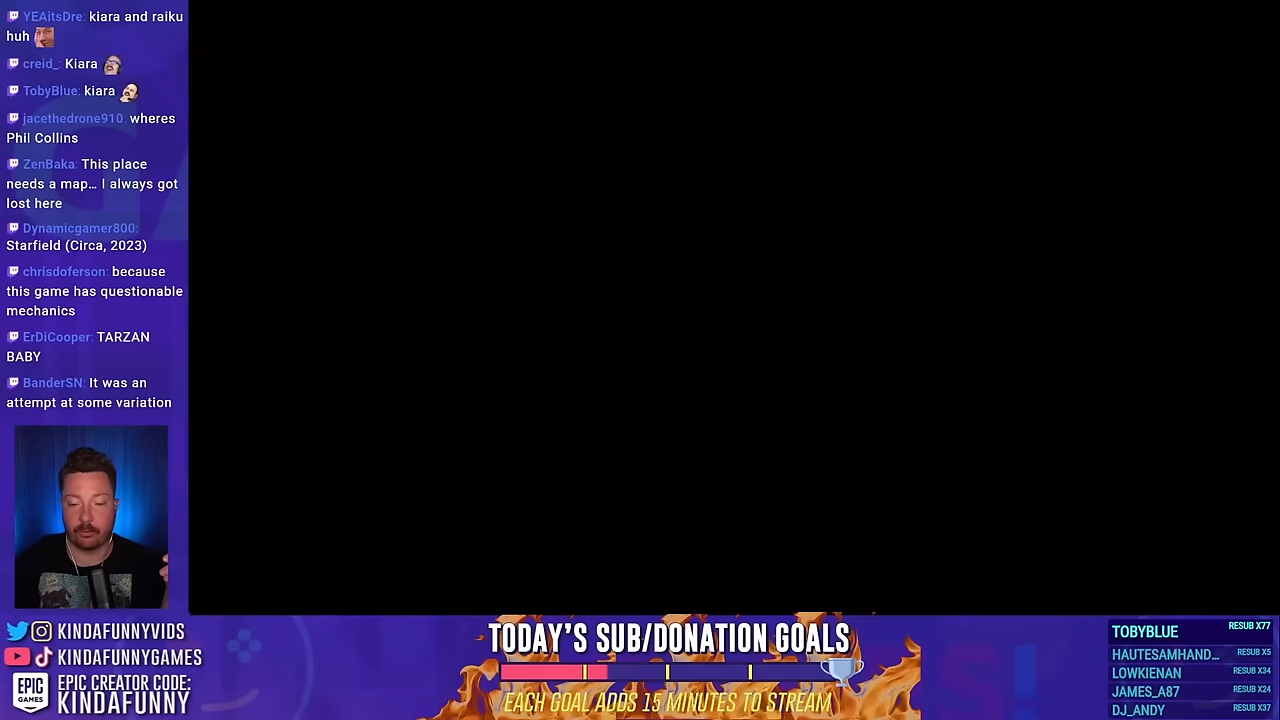 YEAitsDre: kiara and raiku
huh
creid_: Kiara
TobyBlue: kiara
jacethedrone910: wheres
Phil Collins
ZenBaka: This place
needs a map… I always got
lost here
Dynamicgamer800:
Starfield (Circa, 2023)
chrisdoferson: because
this game has questionable
mechanics
ErDiCooper: TARZAN
BABY
BanderSN: It was an
attempt at some variation
KINDAFUNNYVIDS
KINDAFUNNYGAMES
EPIC
GAMES
EPIC CREATOR CODE:
KINDAFUNNY
TODAY'S SUB/DONATION GOALS
EACH GOAL ADDS 15 MINUTES TO STREAM
TOBYBLUE RESUB X77
HAUTESAMHAND... RESUB X5
LOWKIENAN RESUB X34
JAMES_A87 RESUB X24
DJ_ANDY RESUB X37